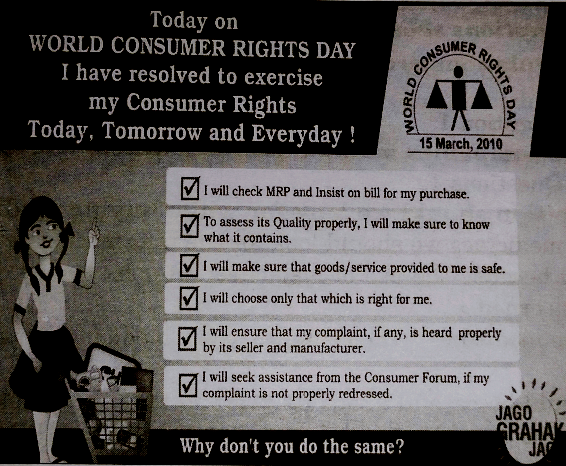 Today on
WORLD CONSUMER RIGHTS DAY
I have resolved to exercise
my Consumer Rights
Today, Tomorrow and Everyday !
WORLD CONSUMER RIGHTS DAY
15 March, 2010
I will check MRP and Insist on bill for my purchase.
To assess its Quality properly, I will make sure to know
what it contains.
I will make sure that goods/service provided to me is safe.
I will choose only that which is right for me.
I will ensure that my complaint, if any, is heard properly
by its seller and manufacturer.
I will seek assistance from the Consumer Forum, if my
complaint is not properly redressed.
Why don't you do the same?
JAGO
GRAHAK
JAG